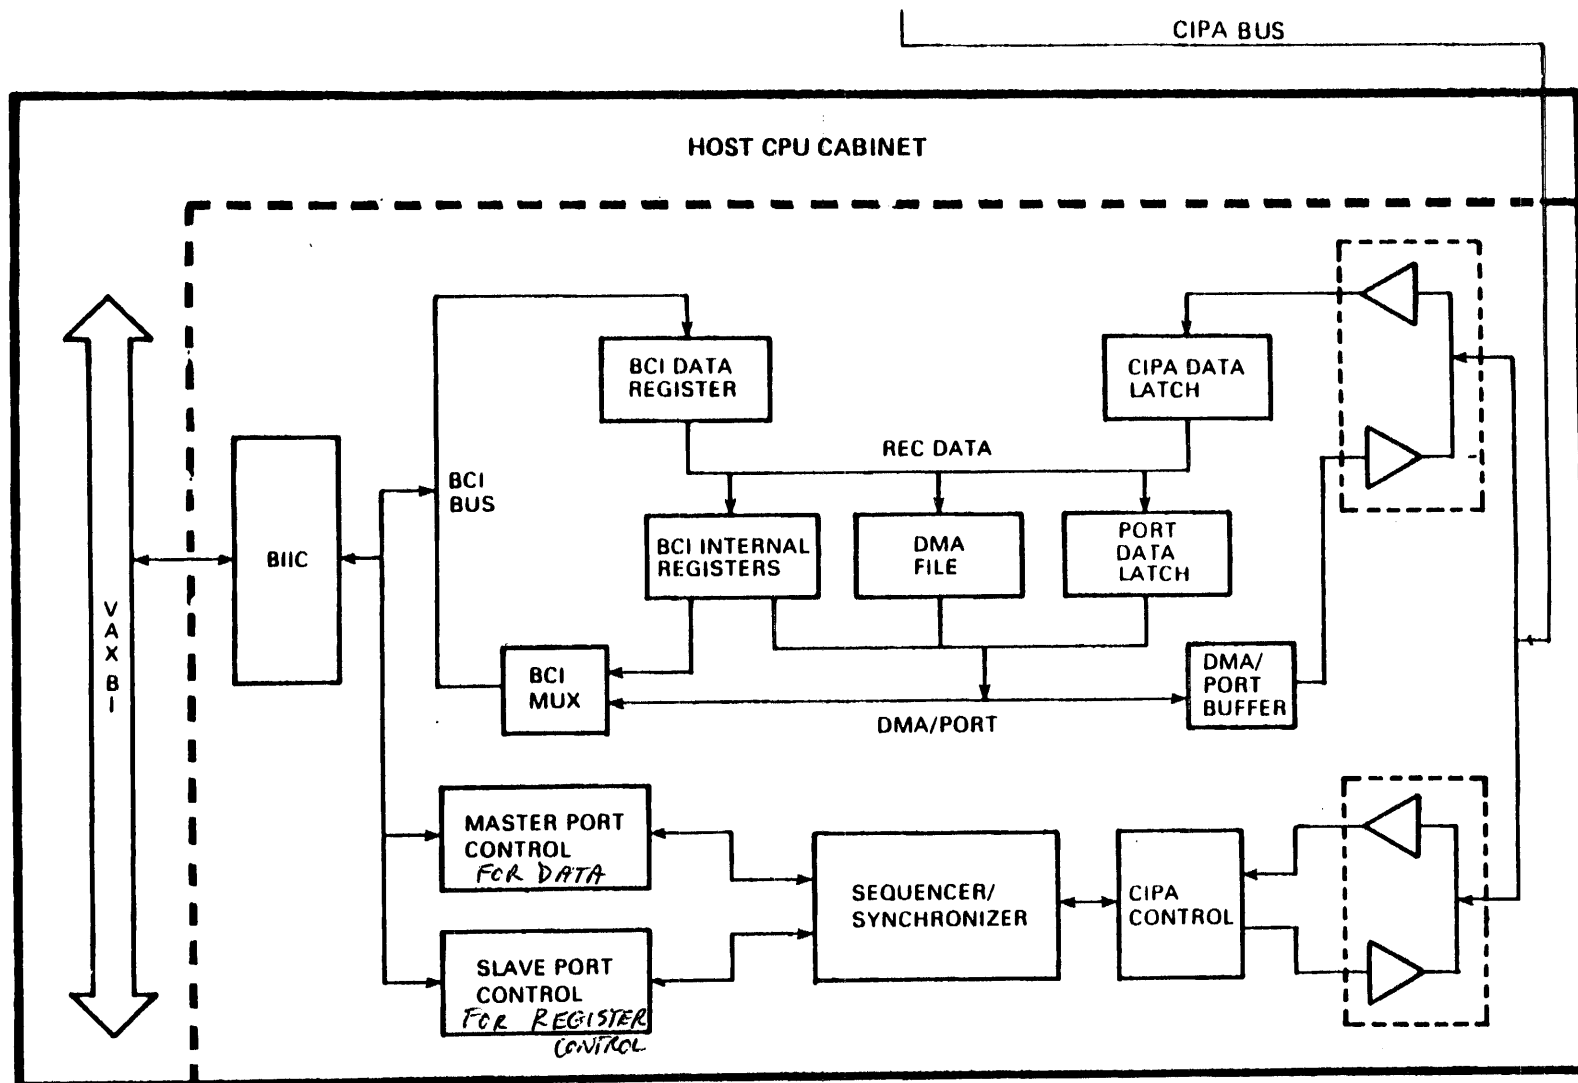 CIPA BUS
HOST CPU CABINET
BCI DATA
REGISTER
CIPA DATA
LATCH
REC DATA
BCI
BUS
BIIC
BCI INTERNAL
REGISTERS
DMA
FILE
PORT
DATA
LATCH
VAXBI
BCI
MUX
DMA/
PORT
BUFFER
DMA/PORT
MASTER PORT
CONTROL
FOR DATA
SEQUENCER/
SYNCHRONIZER
CIPA
CONTROL
SLAVE PORT
CONTROL
FOR REGISTER
CONTROL